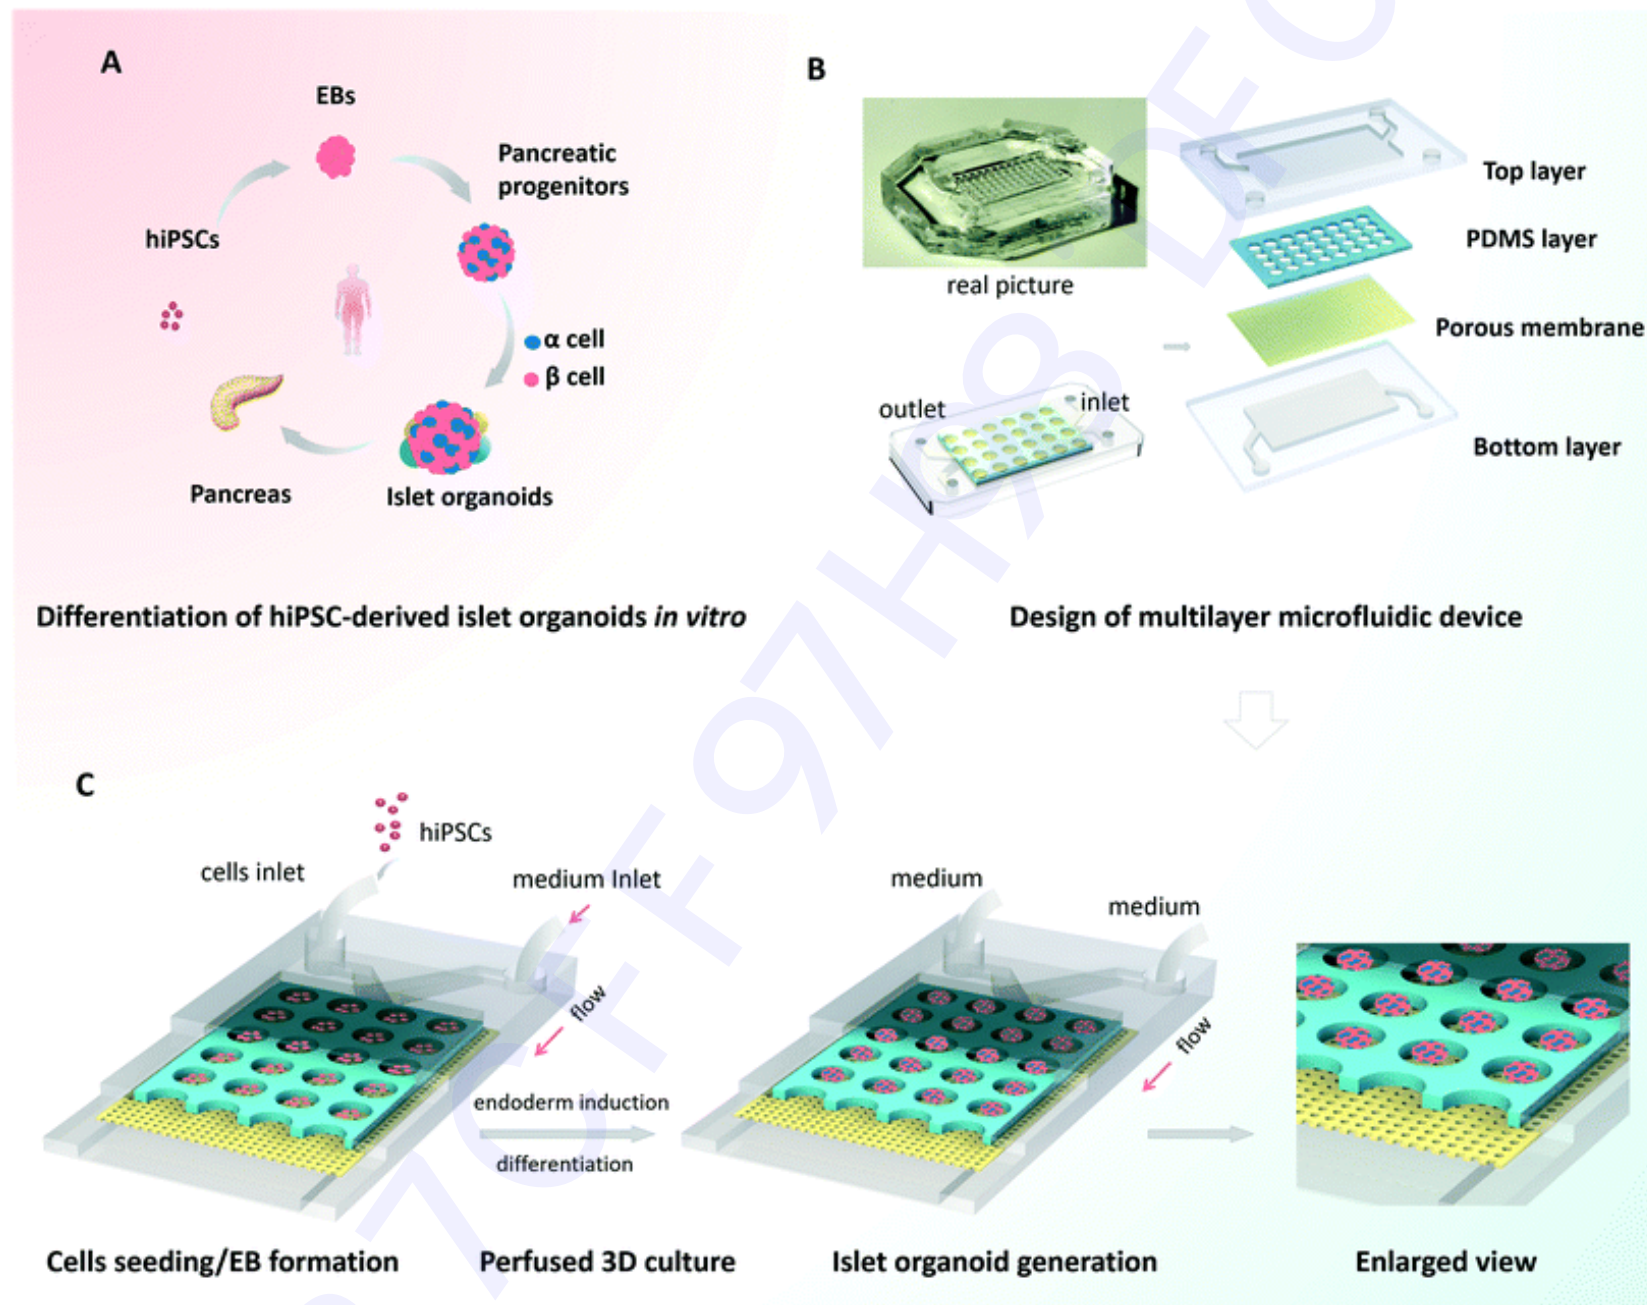 A
EBs
Pancreatic
progenitors
hiPSCs
α cell
β cell
Pancreas
Islet organoids
Differentiation of hiPSC-derived islet organoids in vitro
B
real picture
Top layer
PDMS layer
Porous membrane
outlet
inlet
Bottom layer
Design of multilayer microfluidic device
C
hiPSCs
cells inlet
medium Inlet
flow
endoderm induction
differentiation
medium
medium
flow
Cells seeding/EB formation
Perfused 3D culture
Islet organoid generation
Enlarged view